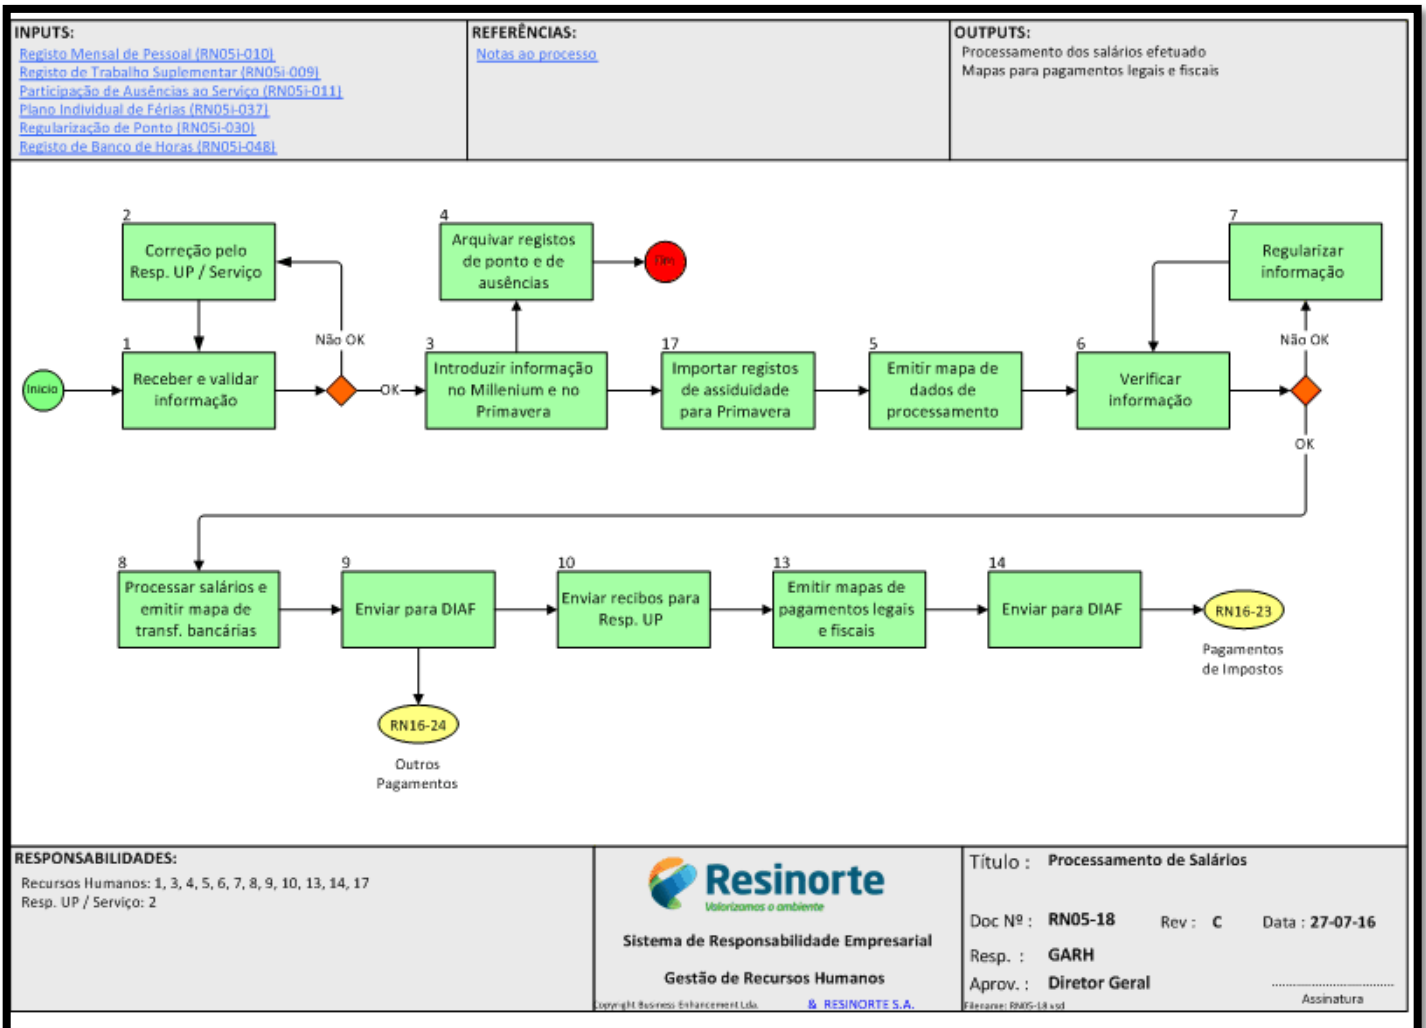 INPUTS:
Registo Mensal de Pessoal (RN05i-010)
Registo de Trabalho Suplementar (RN05i-009)
Participação de Ausências ao Serviço (RN05i-011)
Plano Individual de Férias (RN05i-037)
Regularização de Ponto (RN05i-030)
Registo de Banco de Horas (RN05i-048)
REFERÊNCIAS:
Notas ao processo
OUTPUTS:
Processamento dos salários efetuado
Mapas para pagamentos legais e fiscais
2
Correção pelo
Resp. UP / Serviço
4
Arquivar registos
de ponto e de
ausências
Fim
7
Regularizar
informação
Não OK
Não OK
Inicio
1
Receber e validar
informação
OK
3
Introduzir informação
no Millenium e no
Primavera
17
Importar registos
de assiduidade
para Primavera
5
Emitir mapa de
dados de
processamento
6
Verificar
informação
OK
8
Processar salários e
emitir mapa de
transf. bancárias
9
Enviar para DIAF
10
Enviar recibos para
Resp. UP
13
Emitir mapas de
pagamentos legais
e fiscais
14
Enviar para DIAF
RN16-23
Pagamentos
de Impostos
RN16-24
Outros
Pagamentos
RESPONSABILIDADES:
Recursos Humanos: 1, 3, 4, 5, 6, 7, 8, 9, 10, 13, 14, 17
Resp. UP / Serviço: 2
Resinorte
Valorizamos o ambiente
Sistema de Responsabilidade Empresarial
Gestão de Recursos Humanos
Copyright Business Enhancement Lda. & RESINORTE S.A.
Título : Processamento de Salários
Doc Nº : RN05-18 Rev : C Data : 27-07-16
Resp. : GARH
Aprov. : Diretor Geral
Assinatura
Filename: RN05-18.vsd